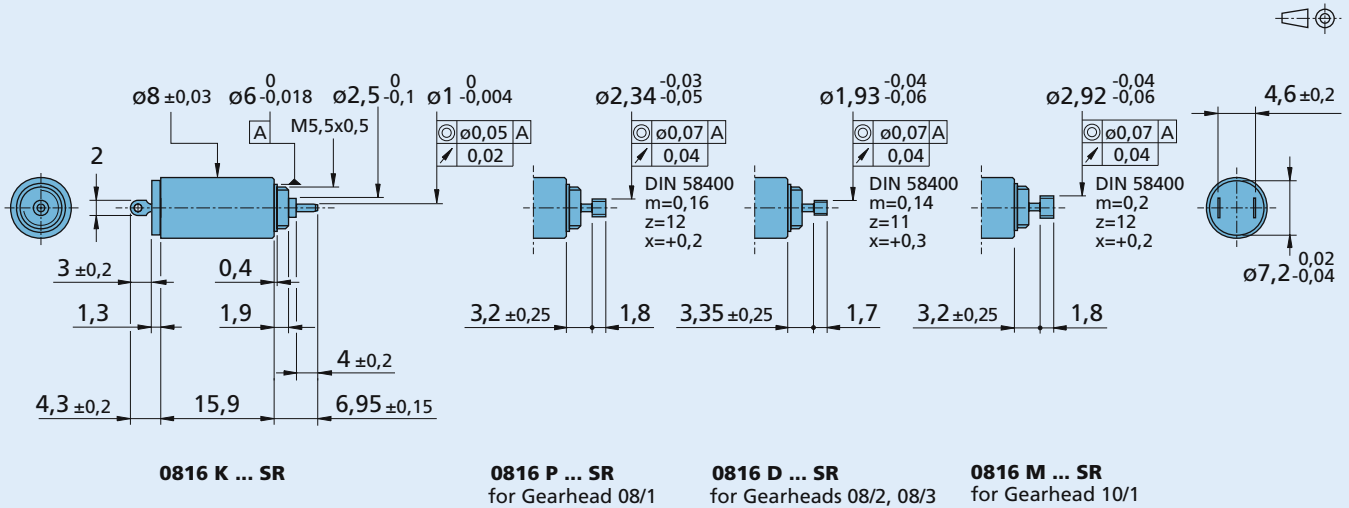 ø8 ±0,03
ø6 0 -0,018
A
ø2,5 0 -0,1
M5,5x0,5
ø1 0 -0,004
ø0,05 A
0,02
2
3 ±0,2
0,4
1,3
1,9
4 ±0,2
4,3 ±0,2
15,9
6,95 ±0,15
0816 K ... SR
ø2,34 -0,03 -0,05
ø0,07 A
0,04
DIN 58400
m=0,16
z=12
x=+0,2
3,2 ±0,25
1,8
0816 P ... SR
for Gearhead 08/1
ø1,93 -0,04 -0,06
ø0,07 A
0,04
DIN 58400
m=0,14
z=11
x=+0,3
3,35 ±0,25
1,7
0816 D ... SR
for Gearheads 08/2, 08/3
ø2,92 -0,04 -0,06
ø0,07 A
0,04
DIN 58400
m=0,2
z=12
x=+0,2
3,2 ±0,25
1,8
0816 M ... SR
for Gearhead 10/1
4,6 ±0,2
ø7,2 0,02 -0,04